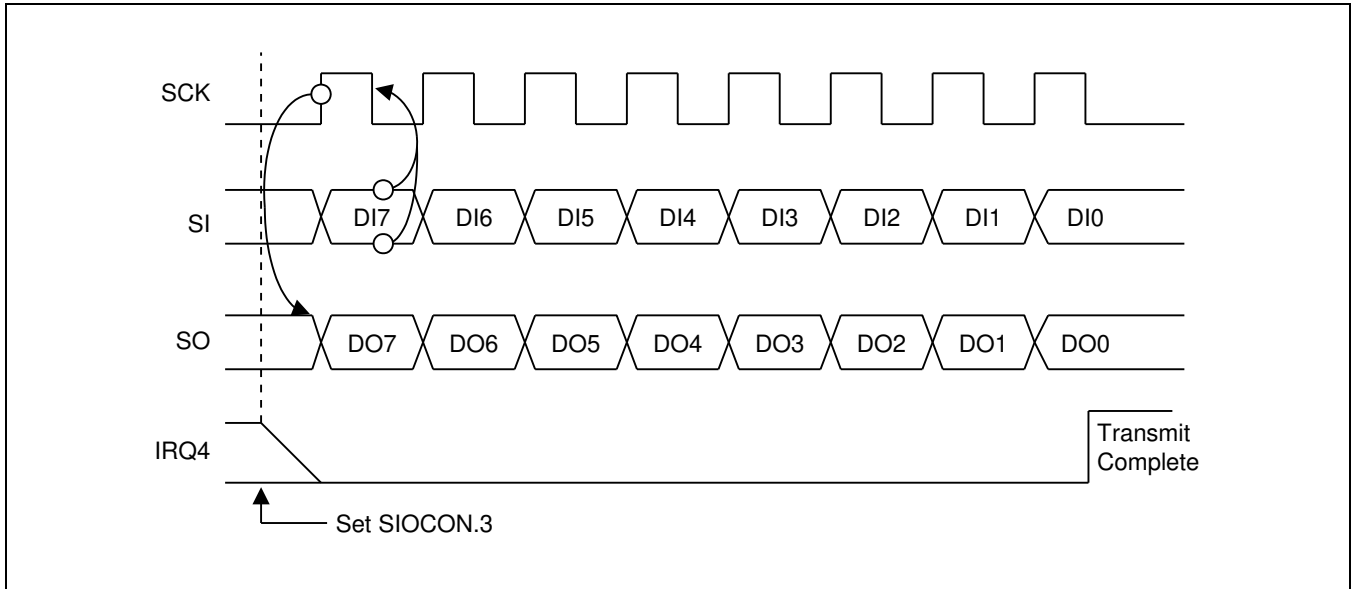 SCK
SI
DI7 DI6 DI5 DI4 DI3 DI2 DI1 DI0
SO
DO7 DO6 DO5 DO4 DO3 DO2 DO1 DO0
IRQ4
Transmit
Complete
Set SIOCON.3